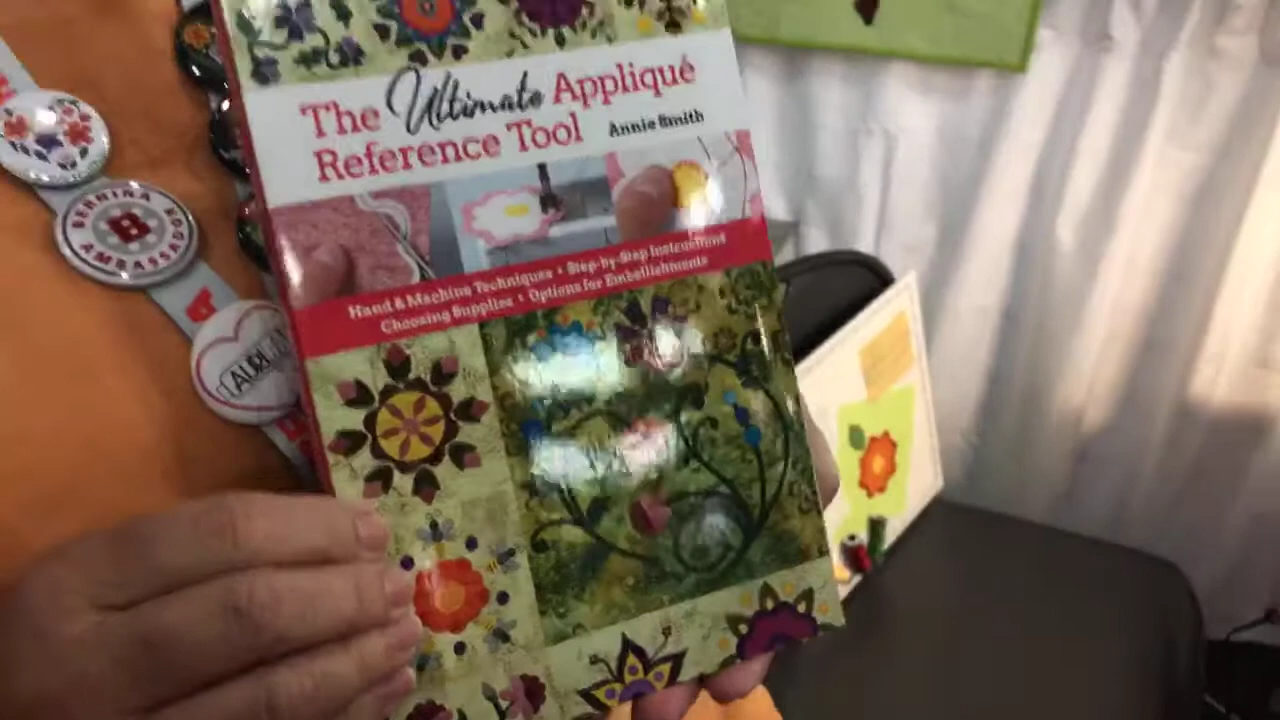 The Ultimate Appliqué
Reference Tool
Annie Smith
Hand & Machine Techniques • Step-by-Step Instructions
Choosing Supplies • Options for Embellishments
BERNINA
B
AMBASSADOR